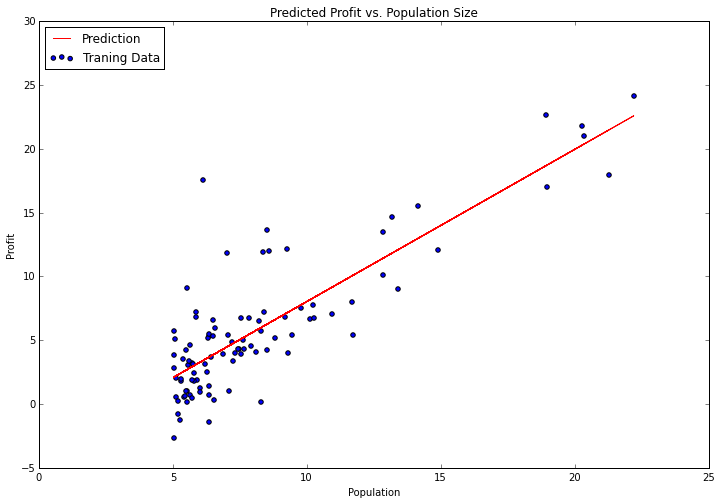 Predicted Profit vs. Population Size
Prediction
Traning Data
30
25
20
15
10
5
0
−5
Profit
0
5
10
15
20
25
Population